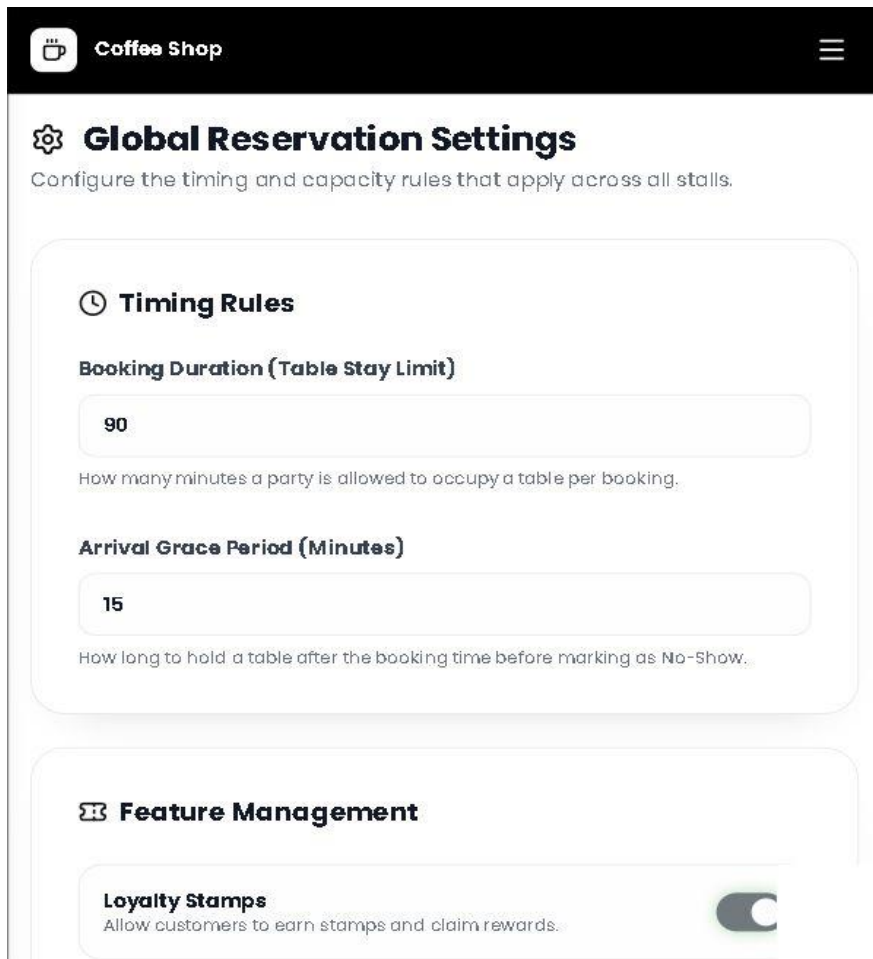 Coffee Shop
Global Reservation Settings
Configure the timing and capacity rules that apply across all stalls.
Timing Rules
Booking Duration (Table Stay Limit)
90
How many minutes a party is allowed to occupy a table per booking.
Arrival Grace Period (Minutes)
15
How long to hold a table after the booking time before marking as No-Show.
Feature Management
Loyalty Stamps
Allow customers to earn stamps and claim rewards.